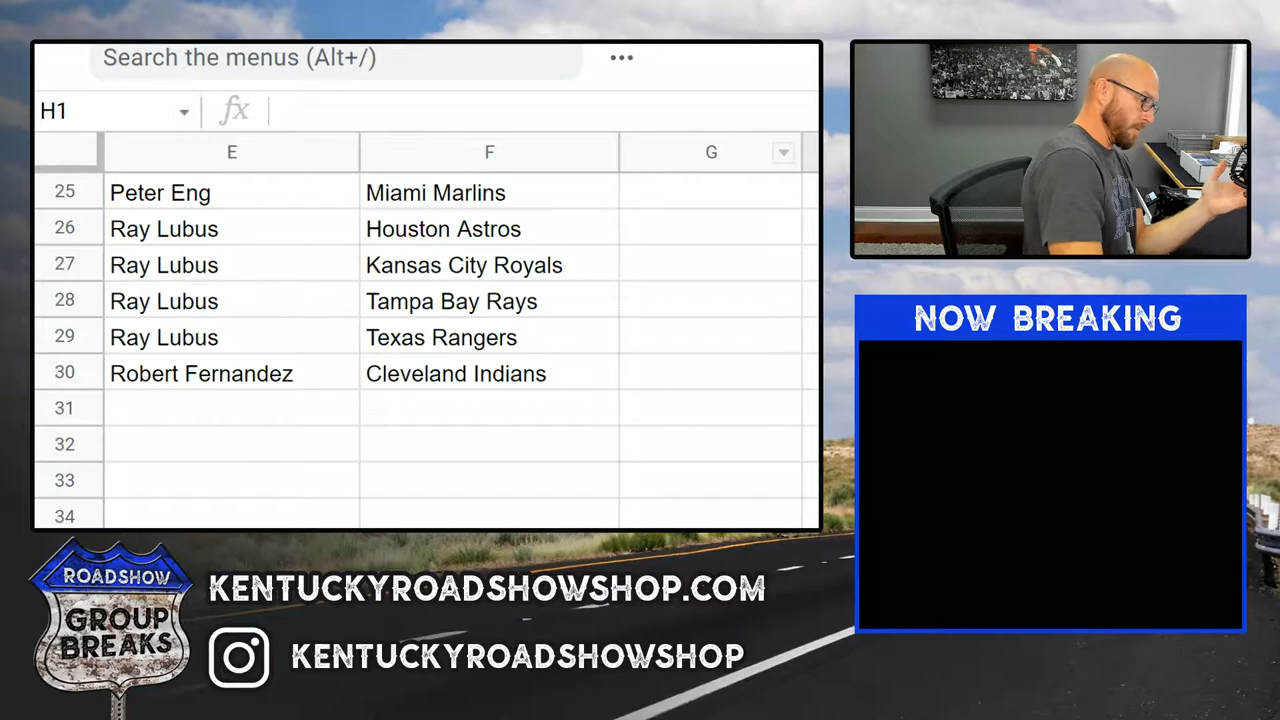 Search the menus (Alt+/)
H1
fx
E F G
25 Peter Eng Miami Marlins
26 Ray Lubus Houston Astros
27 Ray Lubus Kansas City Royals
28 Ray Lubus Tampa Bay Rays
29 Ray Lubus Texas Rangers
30 Robert Fernandez Cleveland Indians
31
32
33
34
NOW BREAKING
ROADSHOW
GROUP
BREAKS
KENTUCKYROADSHOWSHOP.COM
KENTUCKYROADSHOWSHOP